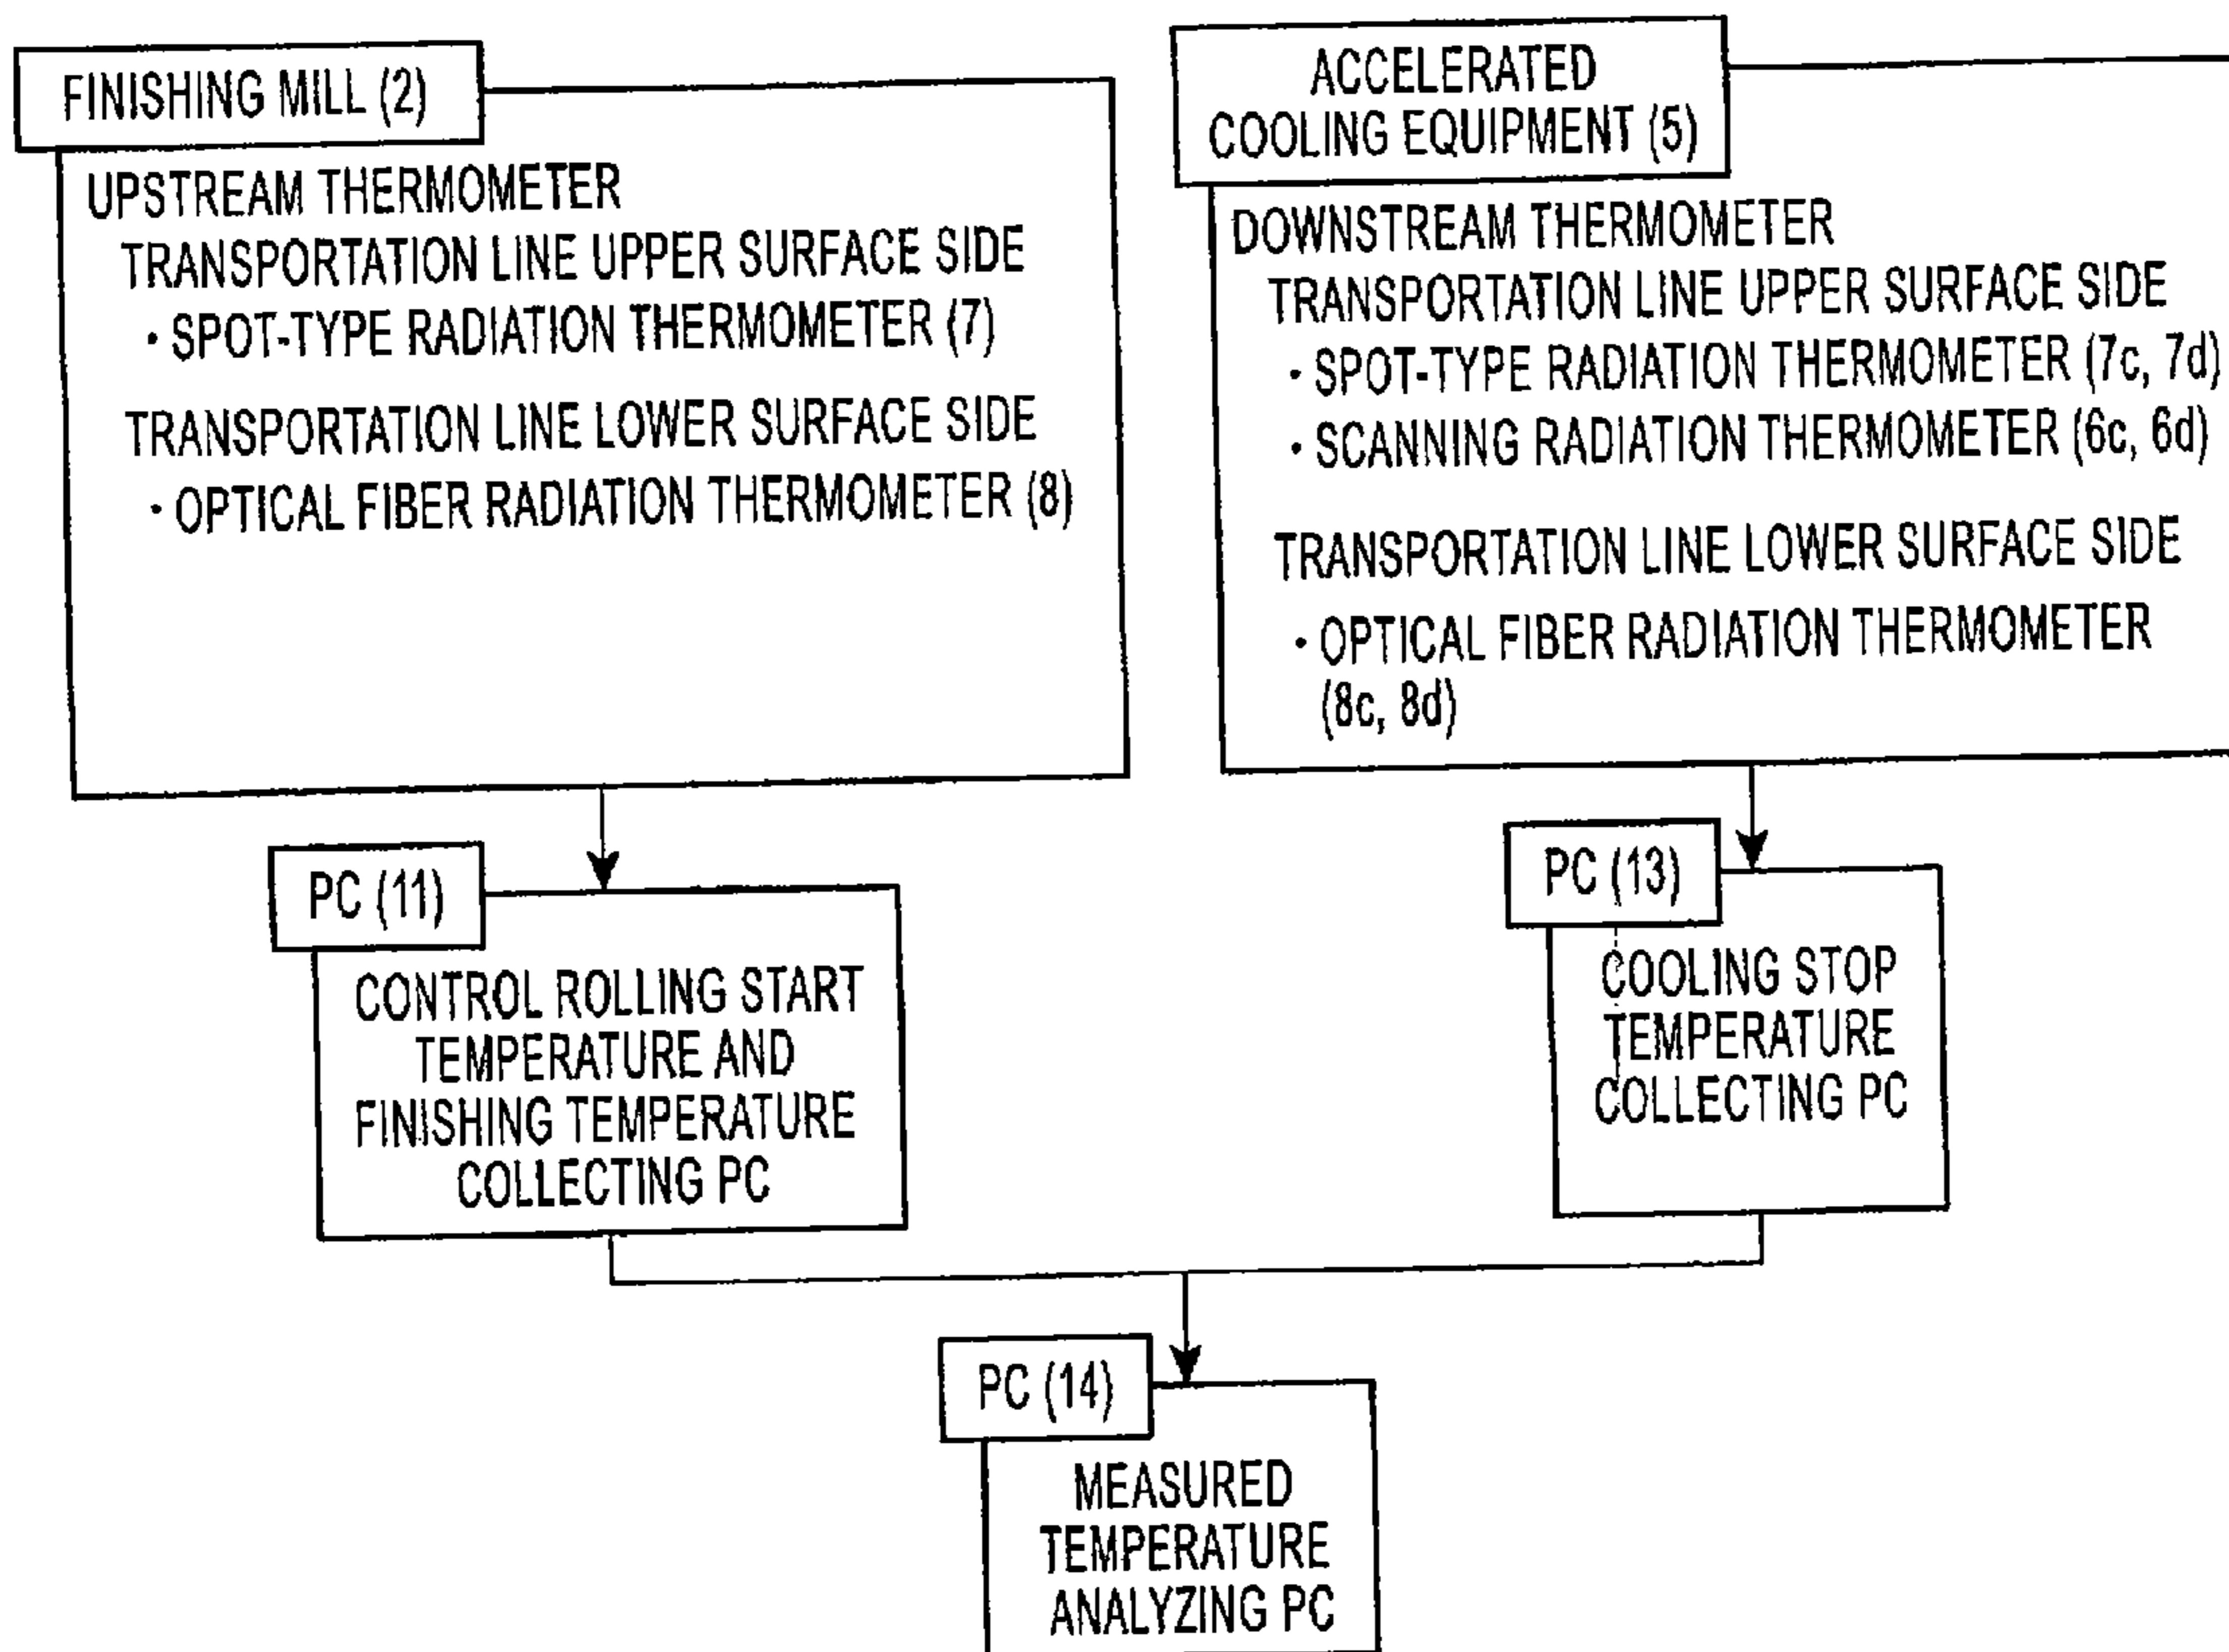 FINISHING MILL (2)
UPSTREAM THERMOMETER
TRANSPORTATION LINE UPPER SURFACE SIDE
· SPOT-TYPE RADIATION THERMOMETER (7)
TRANSPORTATION LINE LOWER SURFACE SIDE
· OPTICAL FIBER RADIATION THERMOMETER (8)
ACCELERATED
COOLING EQUIPMENT (5)
DOWNSTREAM THERMOMETER
TRANSPORTATION LINE UPPER SURFACE SIDE
· SPOT-TYPE RADIATION THERMOMETER (7c, 7d)
· SCANNING RADIATION THERMOMETER (6c, 6d)
TRANSPORTATION LINE LOWER SURFACE SIDE
· OPTICAL FIBER RADIATION THERMOMETER
(8c, 8d)
PC (11)
CONTROL ROLLING START
TEMPERATURE AND
FINISHING TEMPERATURE
COLLECTING PC
PC (13)
COOLING STOP
TEMPERATURE
COLLECTING PC
PC (14)
MEASURED
TEMPERATURE
ANALYZING PC